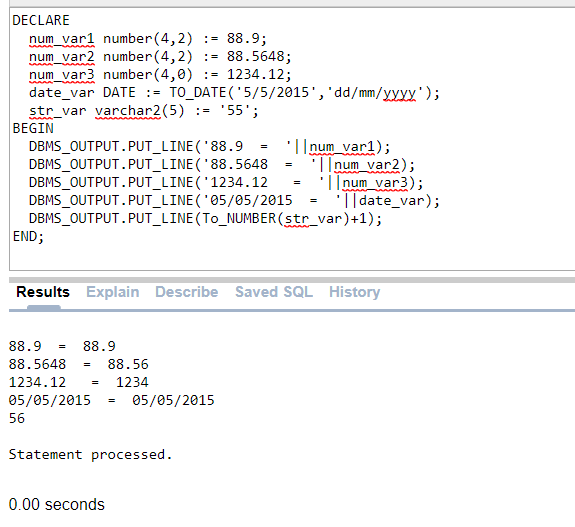 DECLARE
num_var1 number(4,2) := 88.9;
num_var2 number(4,2) := 88.5648;
num_var3 number(4,0) := 1234.12;
date_var DATE := TO_DATE('5/5/2015','dd/mm/yyyy');
str_var varchar2(5) := '55';
BEGIN
DBMS_OUTPUT.PUT_LINE('88.9  =  '||num_var1);
DBMS_OUTPUT.PUT_LINE('88.5648  =  '||num_var2);
DBMS_OUTPUT.PUT_LINE('1234.12   =  '||num_var3);
DBMS_OUTPUT.PUT_LINE('05/05/2015  =  '||date_var);
DBMS_OUTPUT.PUT_LINE(To_NUMBER(str_var)+1);
END;
Results Explain Describe Saved SQL History
88.9  =  88.9
88.5648  =  88.56
1234.12   =  1234
05/05/2015  =  05/05/2015
56
Statement processed.
0.00 seconds